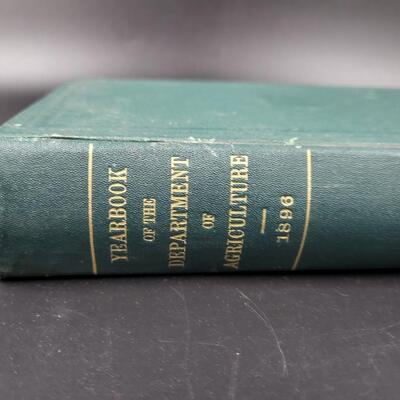 YEARBOOK
OF THE
DEPARTMENT
OF
AGRICULTURE
1896